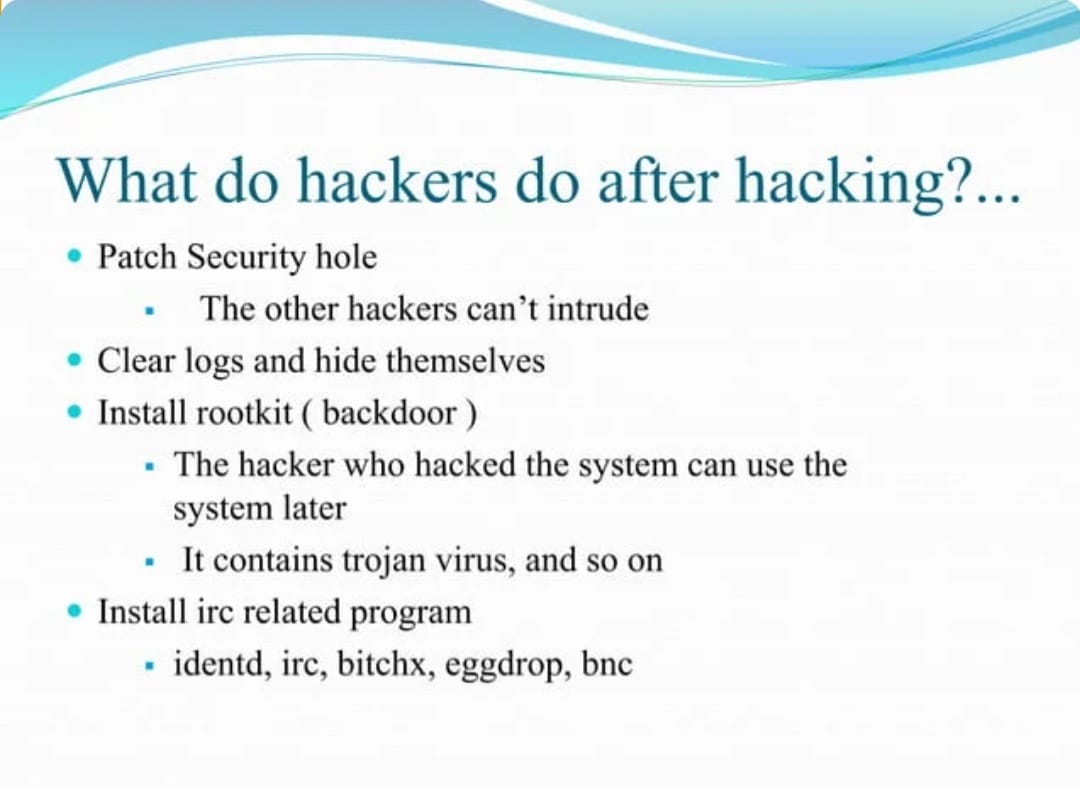 What do hackers do after hacking?...
• Patch Security hole
▪ The other hackers can’t intrude
• Clear logs and hide themselves
• Install rootkit ( backdoor )
▪ The hacker who hacked the system can use the
system later
▪ It contains trojan virus, and so on
• Install irc related program
▪ identd, irc, bitchx, eggdrop, bnc